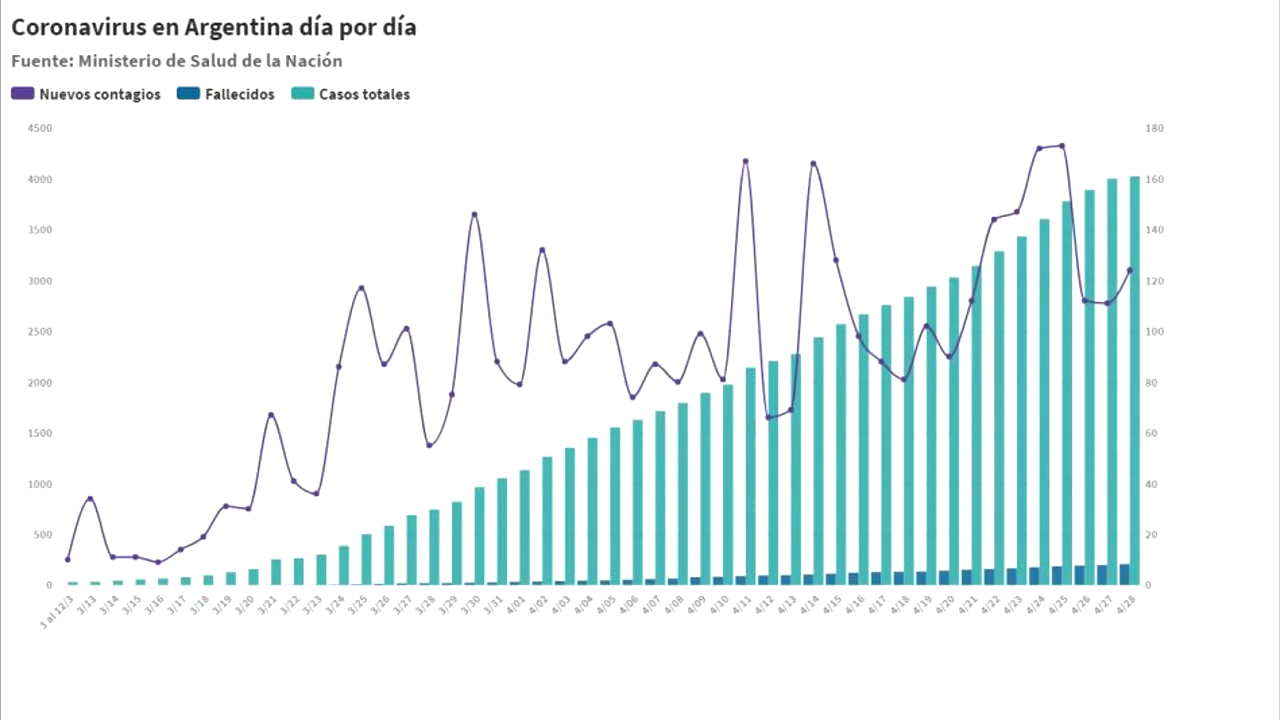 Coronavirus en Argentina día por día
Fuente: Ministerio de Salud de la Nación
Nuevos contagios Fallecidos Casos totales
4500 180
4000 160
3500 140
3000 120
2500 100
2000 80
1500 60
1000 40
500 20
0 0
3 al 12/3 3/13 3/14 3/15 3/16 3/17 3/18 3/19 3/20 3/21 3/22 3/23 3/24 3/25 3/26 3/27 3/28 3/29 3/30 3/31 4/01 4/02 4/03 4/04 4/05 4/06 4/07 4/08 4/09 4/10 4/11 4/12 4/13 4/14 4/15 4/16 4/17 4/18 4/19 4/20 4/21 4/22 4/23 4/24 4/25 4/26 4/27 4/28